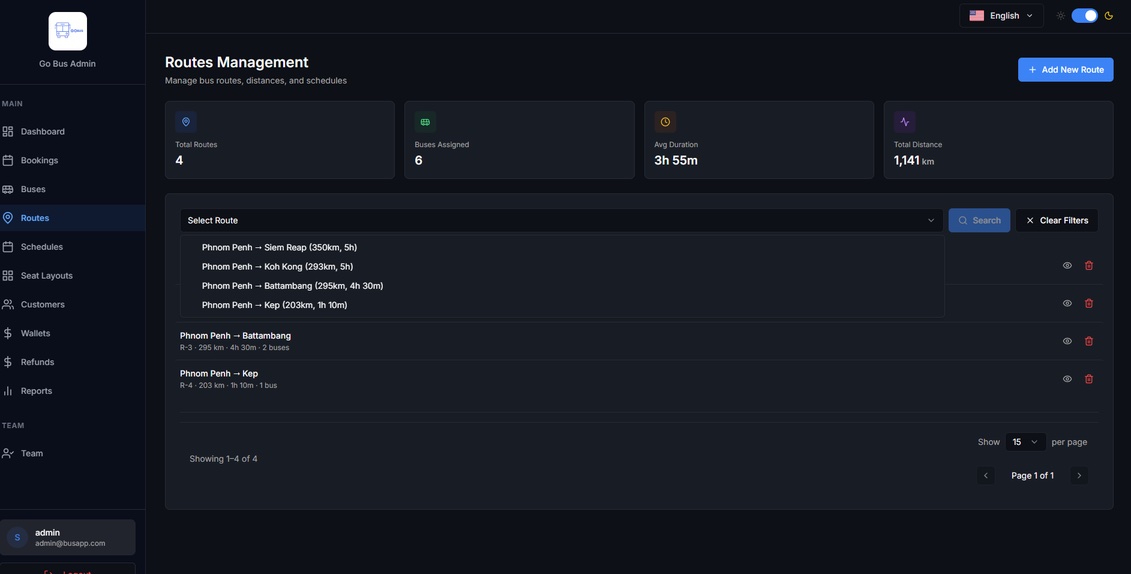 Go Bus Admin
MAIN
Dashboard
Bookings
Buses
Routes
Schedules
Seat Layouts
Customers
Wallets
Refunds
Reports
TEAM
Team
S
admin
admin@busapp.com
Logout
English
Routes Management
Manage bus routes, distances, and schedules
+ Add New Route
Total Routes
4
Buses Assigned
6
Avg Duration
3h 55m
Total Distance
1,141 km
Select Route
Search
Clear Filters
Phnom Penh → Siem Reap (350km, 5h)
Phnom Penh → Koh Kong (293km, 5h)
Phnom Penh → Battambang (295km, 4h 30m)
Phnom Penh → Kep (203km, 1h 10m)
Phnom Penh → Battambang
R-3 · 295 km · 4h 30m · 2 buses
Phnom Penh → Kep
R-4 · 203 km · 1h 10m · 1 bus
Showing 1–4 of 4
Show 15 per page
Page 1 of 1